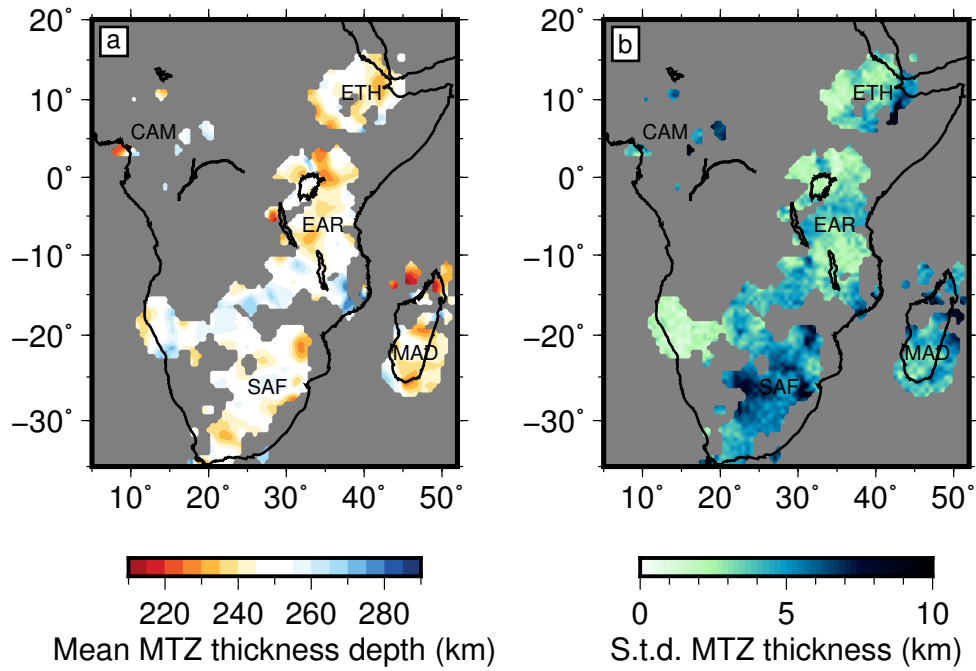 a
b
20˚
10˚
0˚
−10˚
−20˚
−30˚
20˚
10˚
0˚
−10˚
−20˚
−30˚
ETH
CAM
EAR
MAD
SAF
ETH
CAM
EAR
MAD
SAF
10˚ 20˚ 30˚ 40˚ 50˚
10˚ 20˚ 30˚ 40˚ 50˚
220 240 260 280
0 5 10
Mean MTZ thickness depth (km)
S.t.d. MTZ thickness (km)